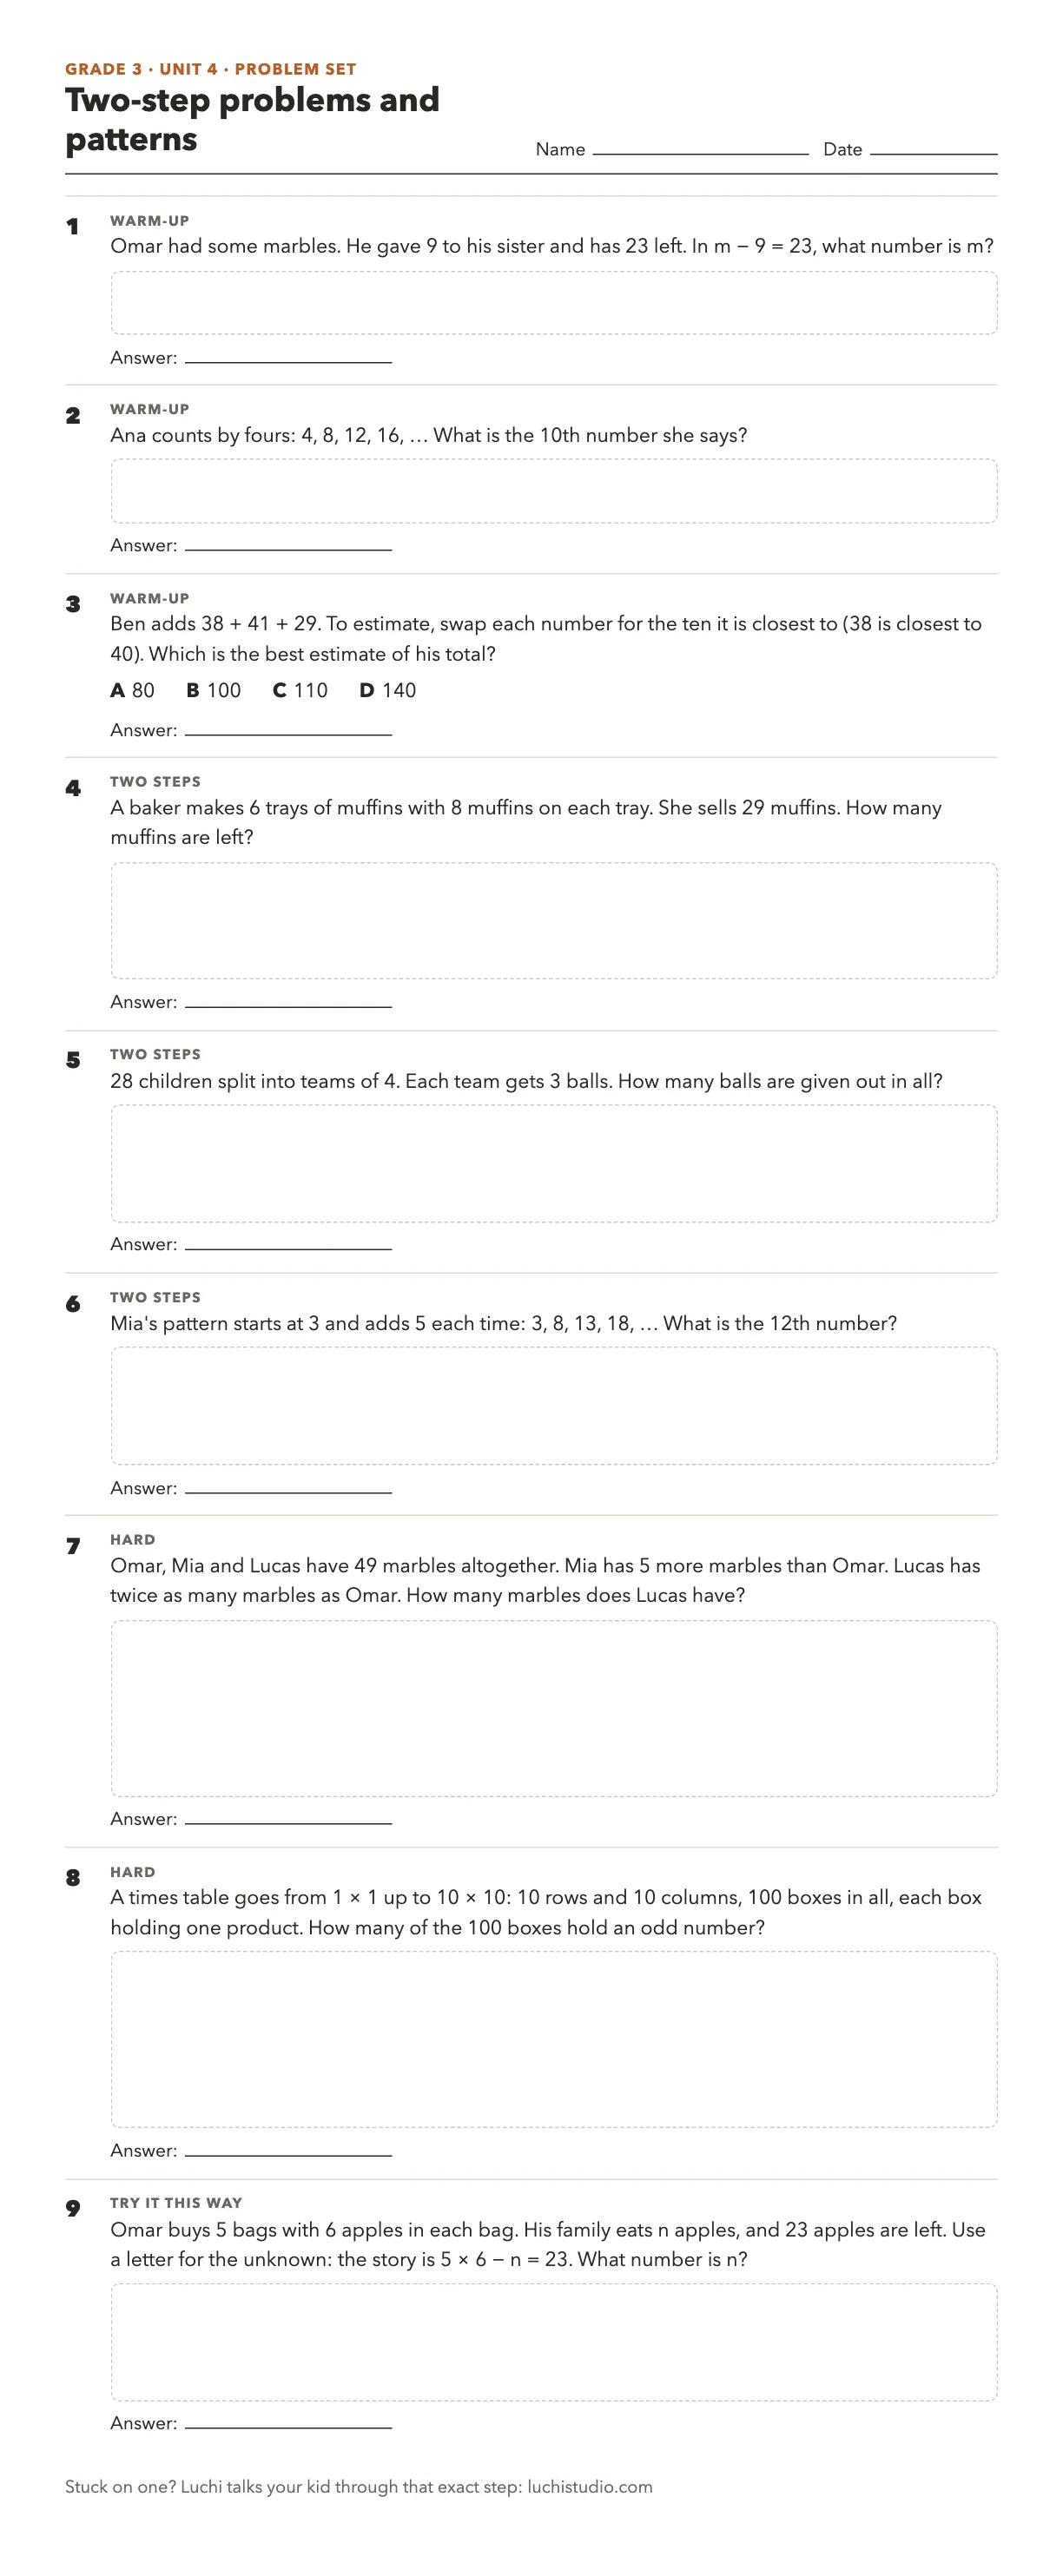 GRADE 3 · UNIT 4 · PROBLEM SET
Two-step problems and
patterns
Name Date
1
WARM-UP
Omar had some marbles. He gave 9 to his sister and has 23 left. In m − 9 = 23, what number is m?
Answer:
2
WARM-UP
Ana counts by fours: 4, 8, 12, 16, … What is the 10th number she says?
Answer:
3
WARM-UP
Ben adds 38 + 41 + 29. To estimate, swap each number for the ten it is closest to (38 is closest to
40). Which is the best estimate of his total?
A 80 B 100 C 110 D 140
Answer:
4
TWO STEPS
A baker makes 6 trays of muffins with 8 muffins on each tray. She sells 29 muffins. How many
muffins are left?
Answer:
5
TWO STEPS
28 children split into teams of 4. Each team gets 3 balls. How many balls are given out in all?
Answer:
6
TWO STEPS
Mia's pattern starts at 3 and adds 5 each time: 3, 8, 13, 18, … What is the 12th number?
Answer:
7
HARD
Omar, Mia and Lucas have 49 marbles altogether. Mia has 5 more marbles than Omar. Lucas has
twice as many marbles as Omar. How many marbles does Lucas have?
Answer:
8
HARD
A times table goes from 1 × 1 up to 10 × 10: 10 rows and 10 columns, 100 boxes in all, each box
holding one product. How many of the 100 boxes hold an odd number?
Answer:
9
TRY IT THIS WAY
Omar buys 5 bags with 6 apples in each bag. His family eats n apples, and 23 apples are left. Use
a letter for the unknown: the story is 5 × 6 − n = 23. What number is n?
Answer:
Stuck on one? Luchi talks your kid through that exact step: luchistudio.com